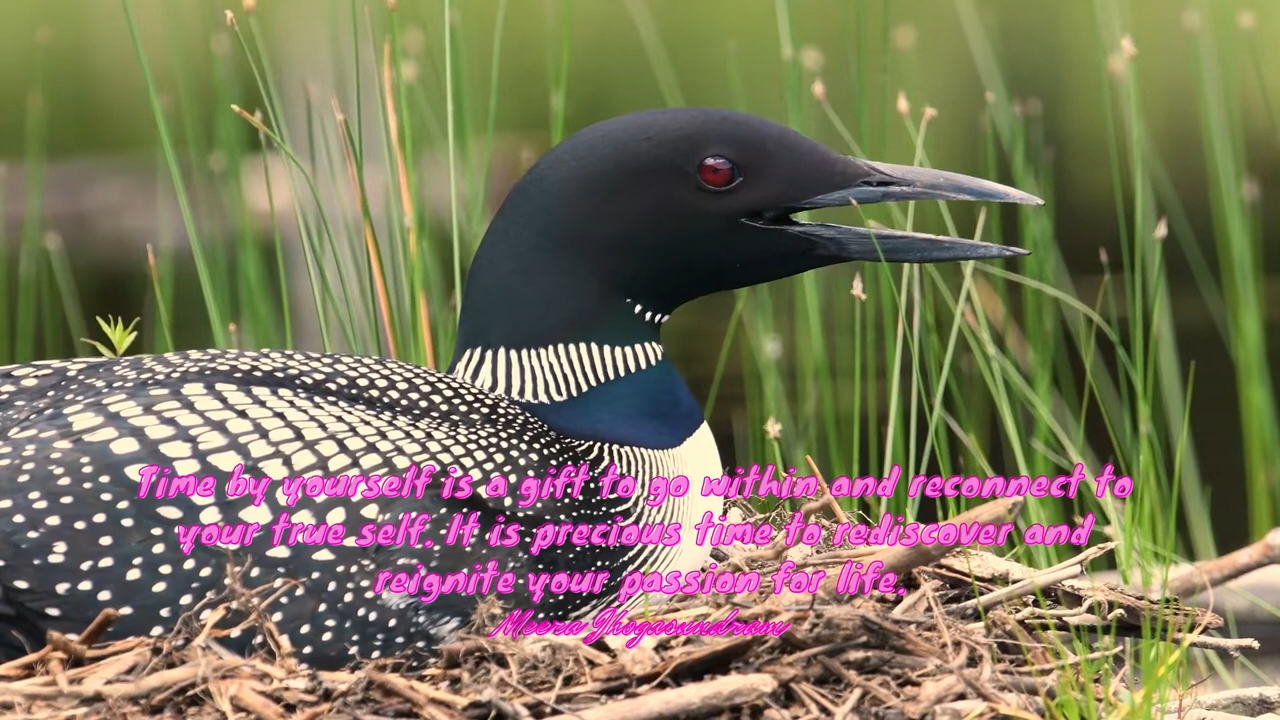 Time by yourself is a gift to go within and reconnect to
your true self. It is precious time to rediscover and
reignite your passion for life.
Meera Jhogasundram